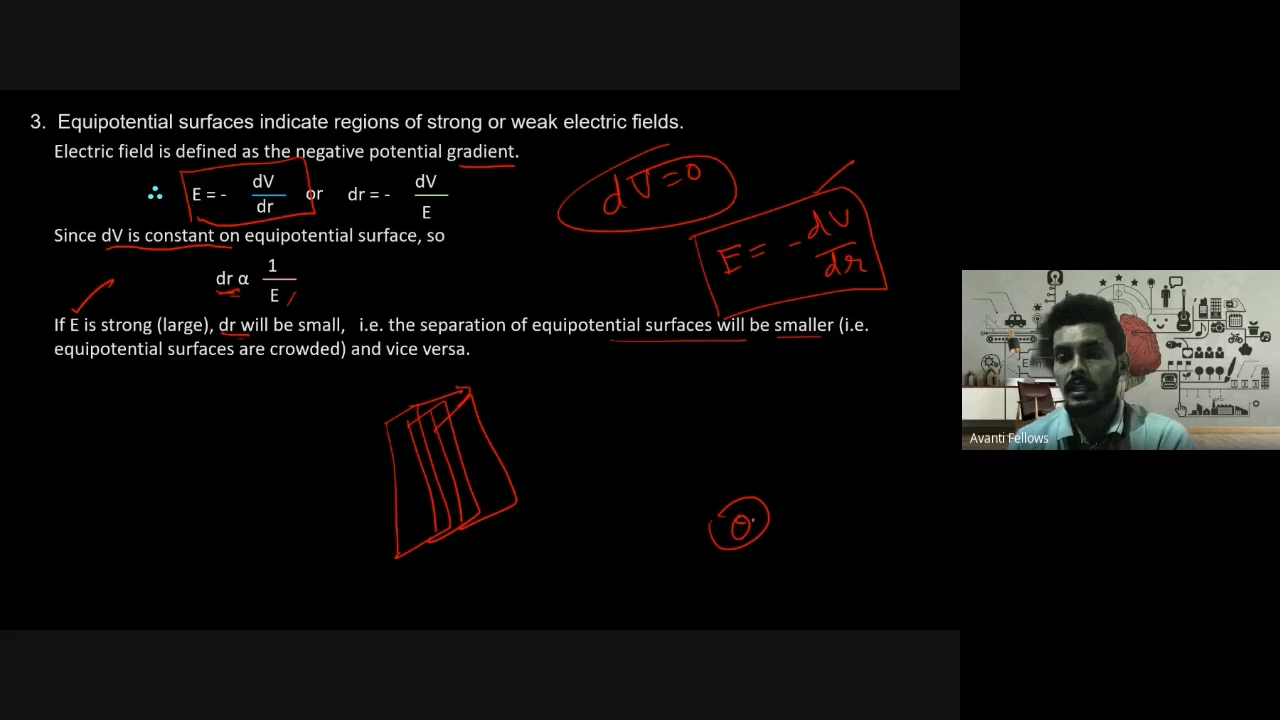 3. Equipotential surfaces indicate regions of strong or weak electric fields.
Electric field is defined as the negative potential gradient.
∴ E = - dV/dr or dr = - dV/E
Since dV is constant on equipotential surface, so
dr α 1/E
If E is strong (large), dr will be small, i.e. the separation of equipotential surfaces will be smaller (i.e.
equipotential surfaces are crowded) and vice versa.
dV=0
E = - dV/dr
Avanti Fellows